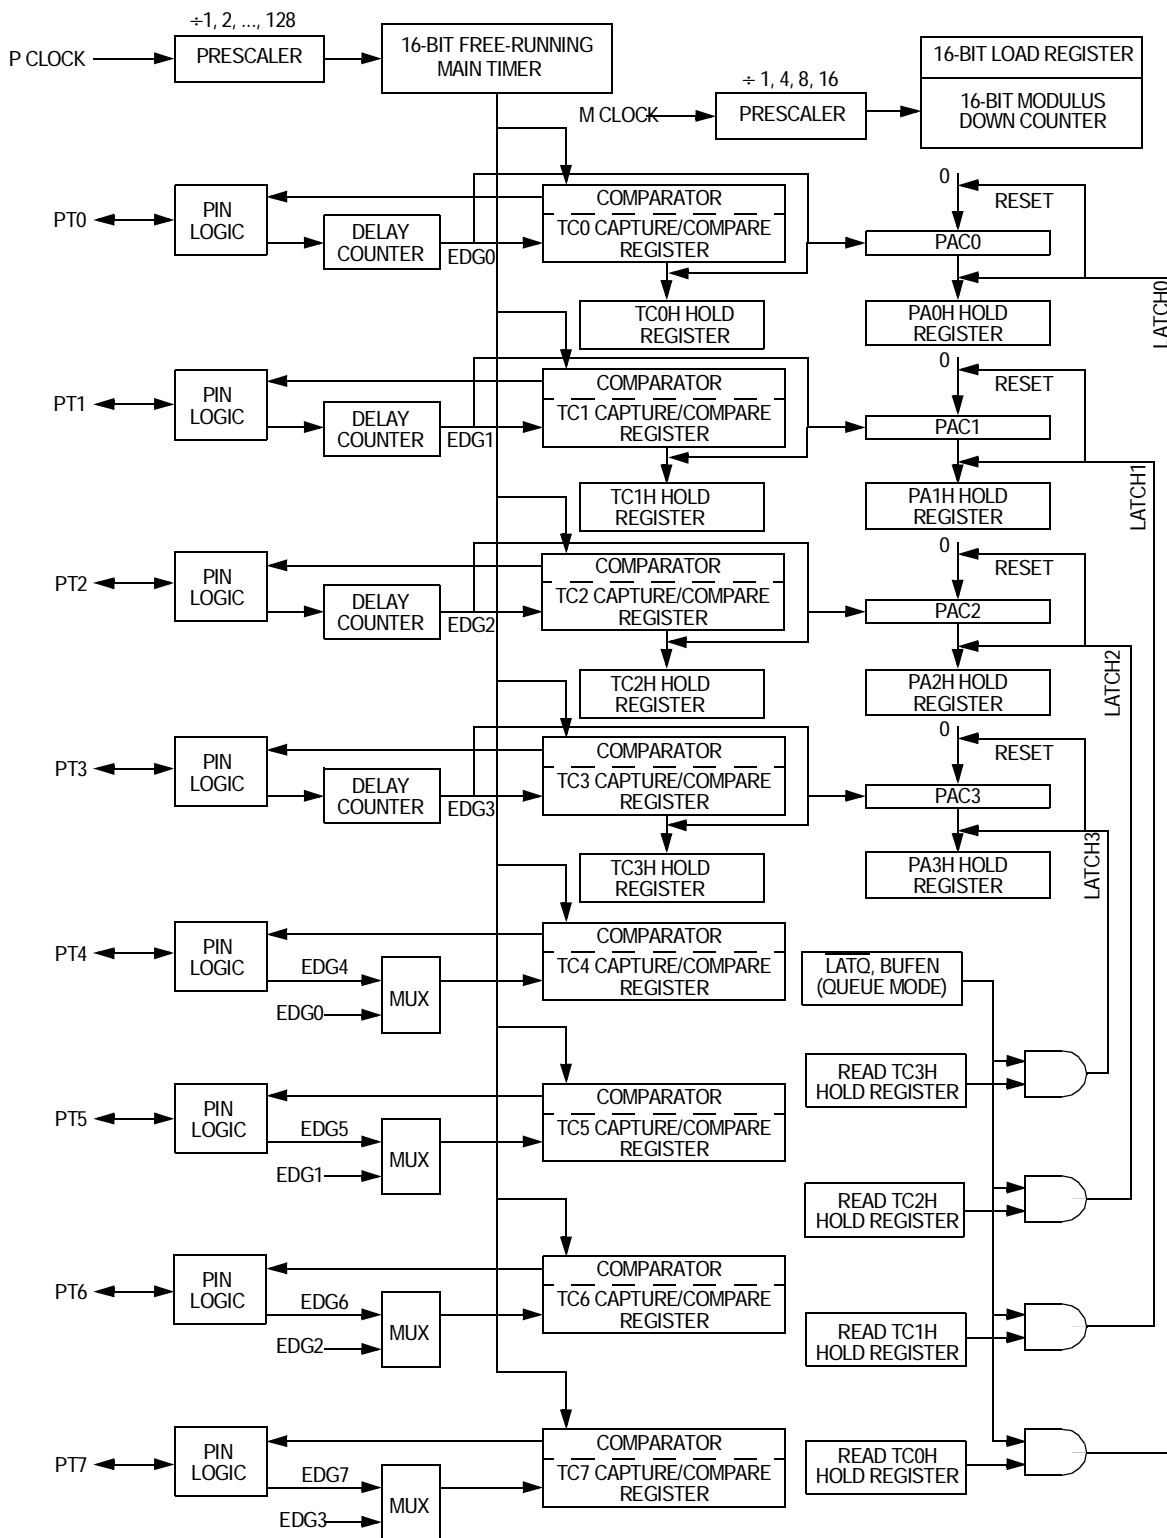 ÷1, 2, ..., 128
P CLOCK
PRESCALER
16-BIT FREE-RUNNING
MAIN TIMER
16-BIT LOAD REGISTER
16-BIT MODULUS
DOWN COUNTER
÷ 1, 4, 8, 16
M CLOCK
PRESCALER
PT0
PIN
LOGIC
DELAY
COUNTER
EDG0
COMPARATOR
TC0 CAPTURE/COMPARE
REGISTER
TC0H HOLD
REGISTER
0
RESET
PAC0
PA0H HOLD
REGISTER
LATCH0
PT1
PIN
LOGIC
DELAY
COUNTER
EDG1
COMPARATOR
TC1 CAPTURE/COMPARE
REGISTER
TC1H HOLD
REGISTER
0
RESET
PAC1
PA1H HOLD
REGISTER
LATCH1
PT2
PIN
LOGIC
DELAY
COUNTER
EDG2
COMPARATOR
TC2 CAPTURE/COMPARE
REGISTER
TC2H HOLD
REGISTER
0
RESET
PAC2
PA2H HOLD
REGISTER
LATCH2
PT3
PIN
LOGIC
DELAY
COUNTER
EDG3
COMPARATOR
TC3 CAPTURE/COMPARE
REGISTER
TC3H HOLD
REGISTER
0
RESET
PAC3
PA3H HOLD
REGISTER
LATCH3
PT4
PIN
LOGIC
EDG4
EDG0
MUX
COMPARATOR
TC4 CAPTURE/COMPARE
REGISTER
LATQ, BUFEN
(QUEUE MODE)
READ TC3H
HOLD REGISTER
PT5
PIN
LOGIC
EDG5
EDG1
MUX
COMPARATOR
TC5 CAPTURE/COMPARE
REGISTER
READ TC2H
HOLD REGISTER
PT6
PIN
LOGIC
EDG6
EDG2
MUX
COMPARATOR
TC6 CAPTURE/COMPARE
REGISTER
READ TC1H
HOLD REGISTER
PT7
PIN
LOGIC
EDG7
EDG3
MUX
COMPARATOR
TC7 CAPTURE/COMPARE
REGISTER
READ TC0H
HOLD REGISTER